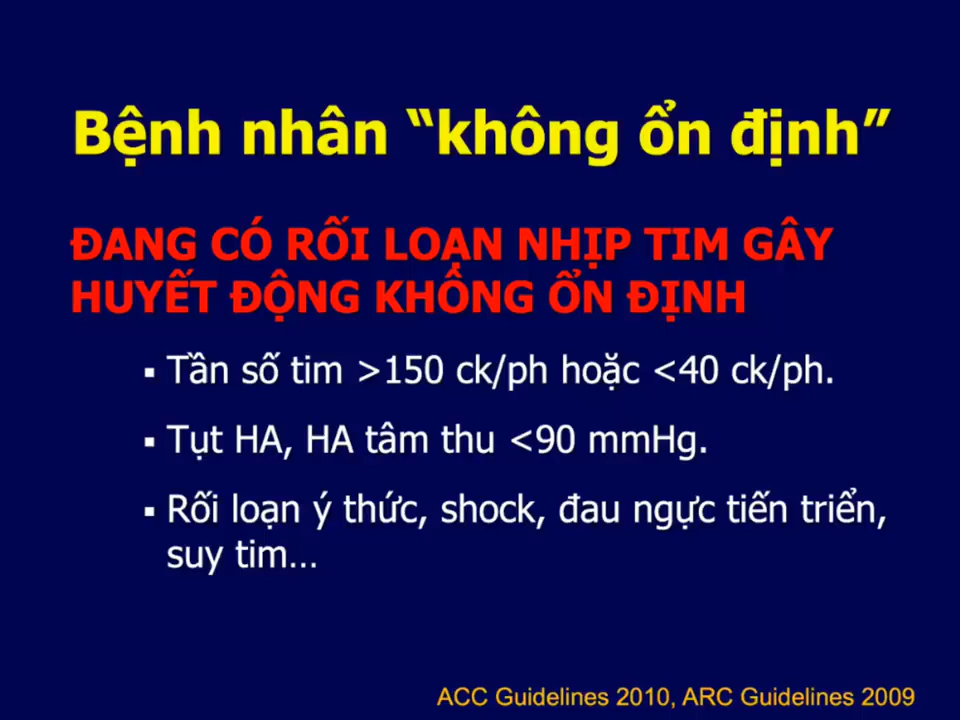 Bệnh nhân “không ổn định”
ĐANG CÓ RỐI LOẠN NHỊP TIM GÂY
HUYẾT ĐỘNG KHÔNG ỔN ĐỊNH
▪ Tần số tim >150 ck/ph hoặc <40 ck/ph.
▪ Tụt HA, HA tâm thu <90 mmHg.
▪ Rối loạn ý thức, shock, đau ngực tiến triển,
suy tim…
ACC Guidelines 2010, ARC Guidelines 2009